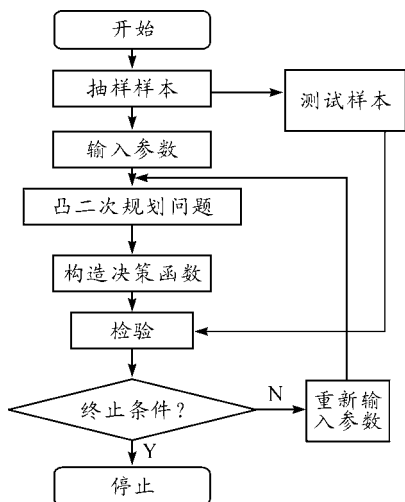 开始
抽样样本
测试样本
输入参数
凸二次规划问题
构造决策函数
检验
终止条件?
N
重新输
入参数
Y
停止